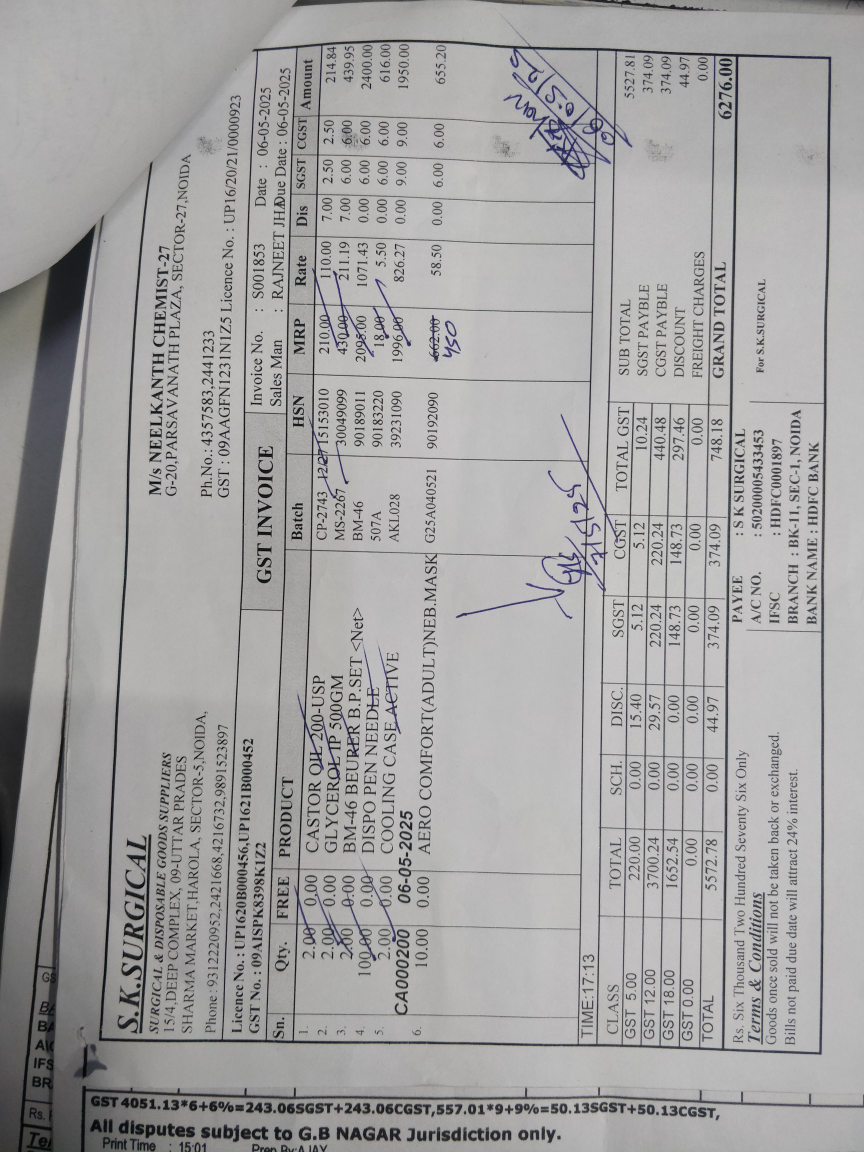 S.K.SURGICAL
SURGICAL & DISPOSABLE GOODS SUPPLIERS
15/4,DEEP COMPLEX, 09-UTTAR PRADES
SHARMA MARKET,HAROLA, SECTOR-5,NOIDA,
Phone : 9312220952,2421668,4216732,9891523897
Licence No. : UP1620B000456,UP1621B000452
GST No. : 09AISPK8398K1Z2
M/s NEELKANTH CHEMIST-27
G-20,PARSAVANATH PLAZA, SECTOR-27,NOIDA
Ph.No.: 4357583,2441233
GST : 09AAGFN1231N1Z5 Licence No. : UP16/20/21/0000923
GST INVOICE
Invoice No. : S001853 Date : 06-05-2025
Sales Man : RAJNEET JHA Due Date : 06-05-2025
Sn. Qty. FREE PRODUCT Batch HSN MRP Rate Dis SGST CGST Amount
1. 2.00 0.00 CASTOR OIL 200-USP CP-2743 12/27 15153010 210.00 110.00 7.00 2.50 2.50 214.84
2. 2.00 0.00 GLYCEROL IP 500GM MS-2267 30049099 430.00 211.19 7.00 6.00 6.00 439.95
3. 2.00 0.00 BM-46 BEURER B.P.SET <Net> BM-46 90189011 2095.00 1071.43 0.00 6.00 6.00 2400.00
4. 100.00 0.00 DISPO PEN NEEDLE 507A 90183220 18.00 5.50 0.00 6.00 6.00 616.00
5. 2.00 0.00 COOLING CASE ACTIVE AKL028 39231090 1996.00 826.27 0.00 9.00 9.00 1950.00
CA000200 06-05-2025
6. 10.00 0.00 AERO COMFORT(ADULT)NEB.MASK G25A040521 90192090 662.00 58.50 0.00 6.00 6.00 655.20
450
TIME:17:13
CLASS TOTAL SCH. DISC. SGST CGST TOTAL GST
GST 5.00 220.00 0.00 15.40 5.12 5.12 10.24
GST 12.00 3700.24 0.00 29.57 220.24 220.24 440.48
GST 18.00 1652.54 0.00 0.00 148.73 148.73 297.46
GST 0.00 0.00 0.00 0.00 0.00 0.00 0.00
TOTAL 5572.78 0.00 44.97 374.09 374.09 748.18
SUB TOTAL 5527.81
SGST PAYBLE 374.09
CGST PAYBLE 374.09
DISCOUNT 44.97
FREIGHT CHARGES 0.00
GRAND TOTAL 6276.00
Rs. Six Thousand Two Hundred Seventy Six Only
Terms & Conditions
Goods once sold will not be taken back or exchanged.
Bills not paid due date will attract 24% interest.
PAYEE : S K SURGICAL
A/C NO. : 50200005433453
IFSC : HDFC0001897
BRANCH : BK-11, SEC-1, NOIDA
BANK NAME : HDFC BANK
For S.K.SURGICAL
GST 4051.13*6+6%=243.06SGST+243.06CGST,557.01*9+9%=50.13SGST+50.13CGST,
All disputes subject to G.B NAGAR Jurisdiction only.
Print Time : 15:01 Prep By:AJAY